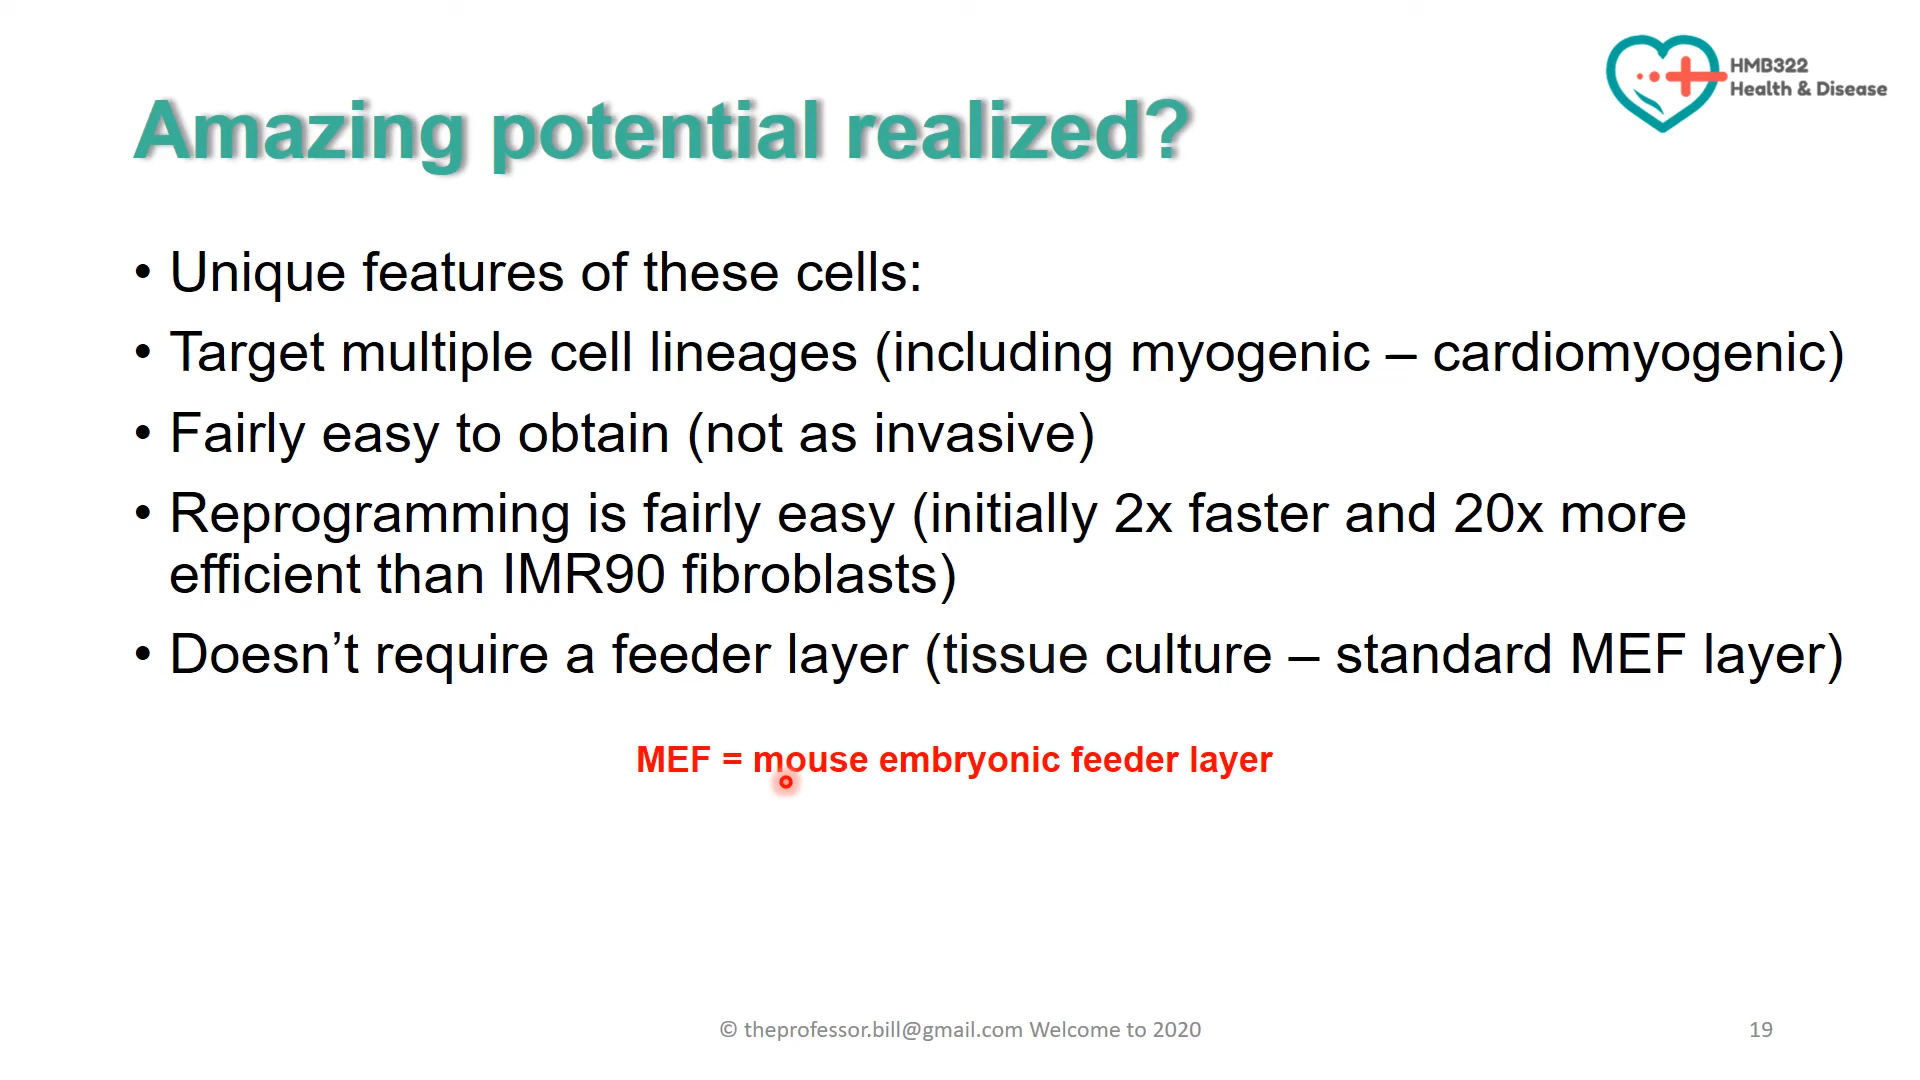 HMB322
Health & Disease
Amazing potential realized?
• Unique features of these cells:
• Target multiple cell lineages (including myogenic – cardiomyogenic)
• Fairly easy to obtain (not as invasive)
• Reprogramming is fairly easy (initially 2x faster and 20x more
efficient than IMR90 fibroblasts)
• Doesn’t require a feeder layer (tissue culture – standard MEF layer)
MEF = mouse embryonic feeder layer
© theprofessor.bill@gmail.com Welcome to 2020
19